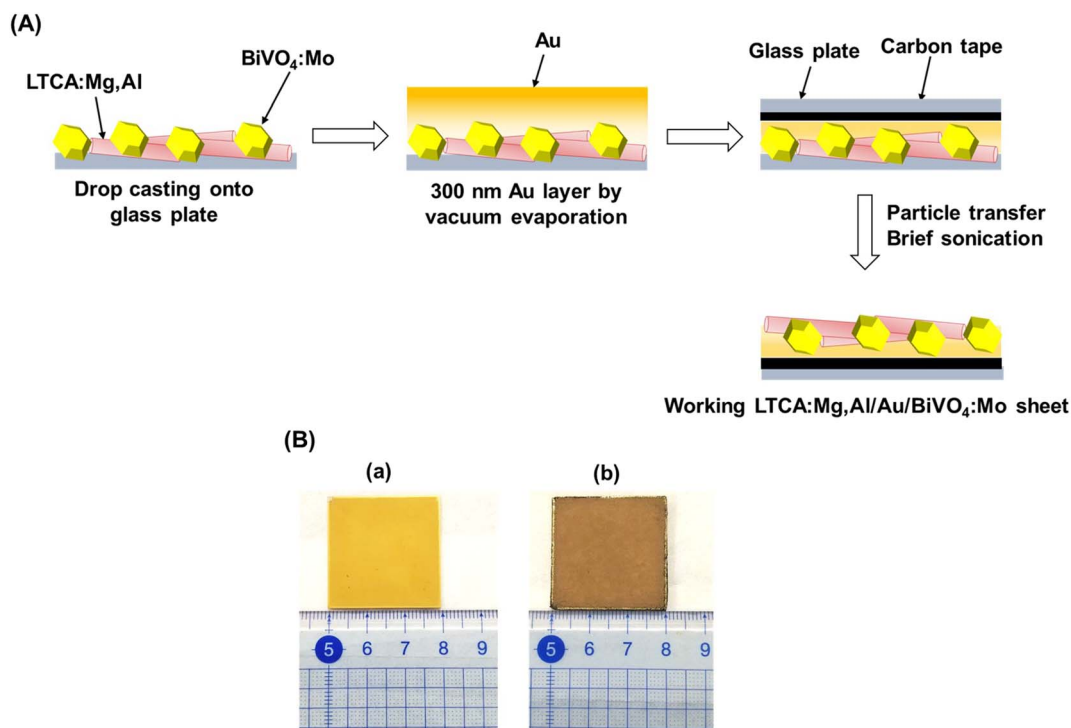 (A)
Au
BiVO4:Mo
LTCA:Mg,Al
Glass plate
Carbon tape
Drop casting onto
glass plate
300 nm Au layer by
vacuum evaporation
Particle transfer
Brief sonication
Working LTCA:Mg,Al/Au/BiVO4:Mo sheet
(B)
(a)
(b)
5 6 7 8 9
5 6 7 8 9